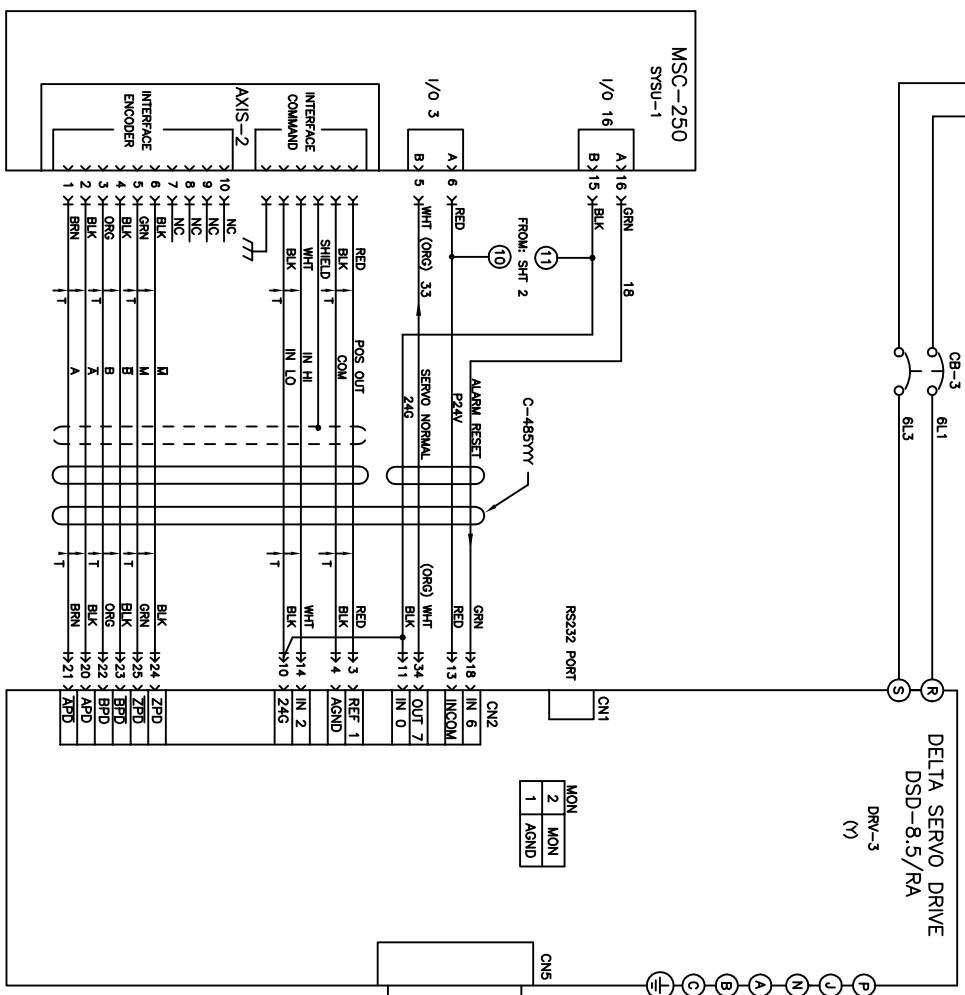 CB-3
6L1
6L3
R
S
DELTA SERVO DRIVE
DSD-8.5/RA
DRV-3
(Y)
P
J
N
A
B
C
CN5
MON
2 MON
1 AGND
CN1
RS232 PORT
CN2
MSC-250
SYSU-1
I/O 16
A 16 GRN 18 ALARM RESET GRN 18 IN 6
B 15 BLK
FROM: SHT 2
11
10
I/O 3
A 6 RED P24V RED 13 INCOM
B 5 WHT (ORG) 33 SERVO NORMAL (ORG) WHT 34 OUT 7
24G BLK 11 IN 0
C-485YYY
AXIS-2
INTERFACE
COMMAND
RED POS OUT RED 3 REF 1
BLK T COM T BLK 4 AGND
SHIELD
WHT IN HI WHT 14 IN 2
BLK T IN LO T BLK 10 24G
INTERFACE
ENCODER
10 NC
9 NC
8 NC
7 NC
6 BLK M̅ BLK 24 ZPD
5 GRN T M T GRN 25 Z̅P̅D̅
4 BLK B̅ BLK 23 B̅P̅D̅
3 ORG T B T ORG 22 BPD
2 BLK A̅ BLK 20 APD
1 BRN T A T BRN 21 A̅P̅D̅